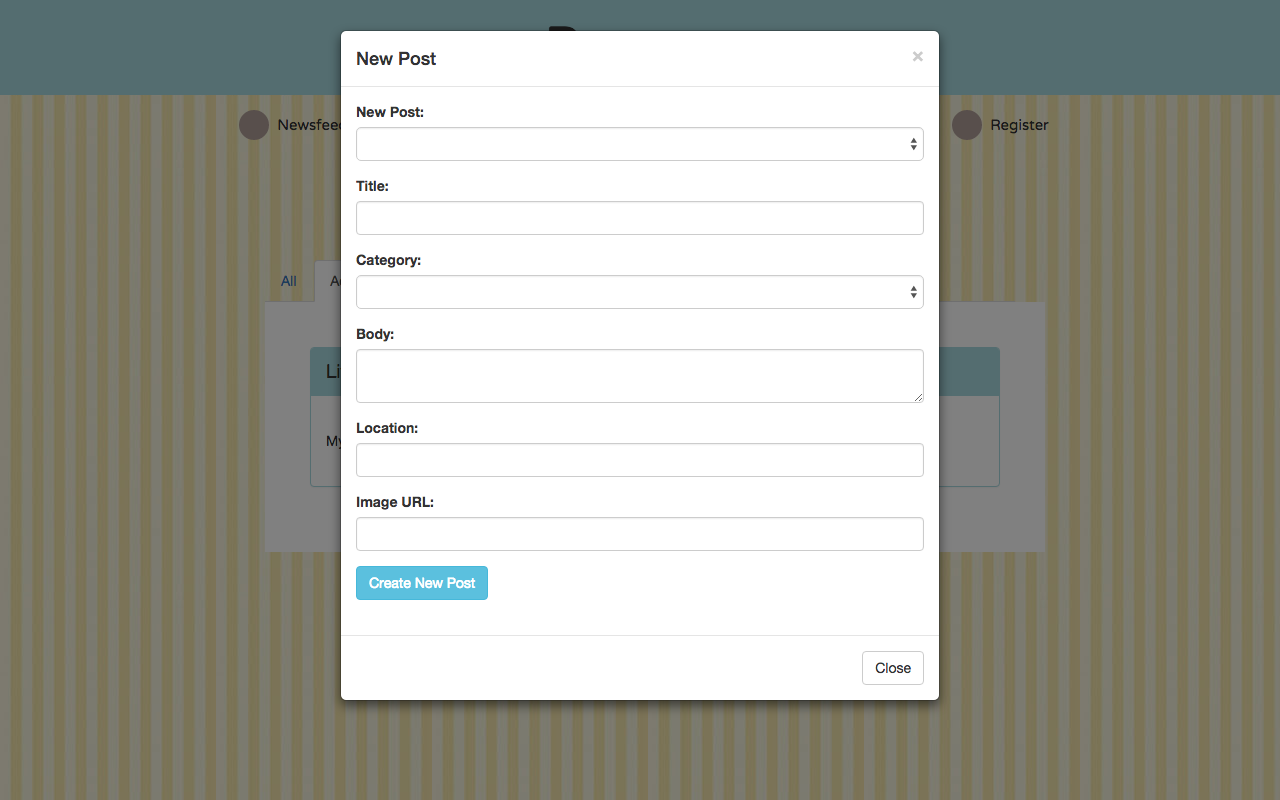 New Post ×
Newsfeed Register
New Post:
Title:
Category:
All
Body:
Location:
Image URL:
Create New Post
Close